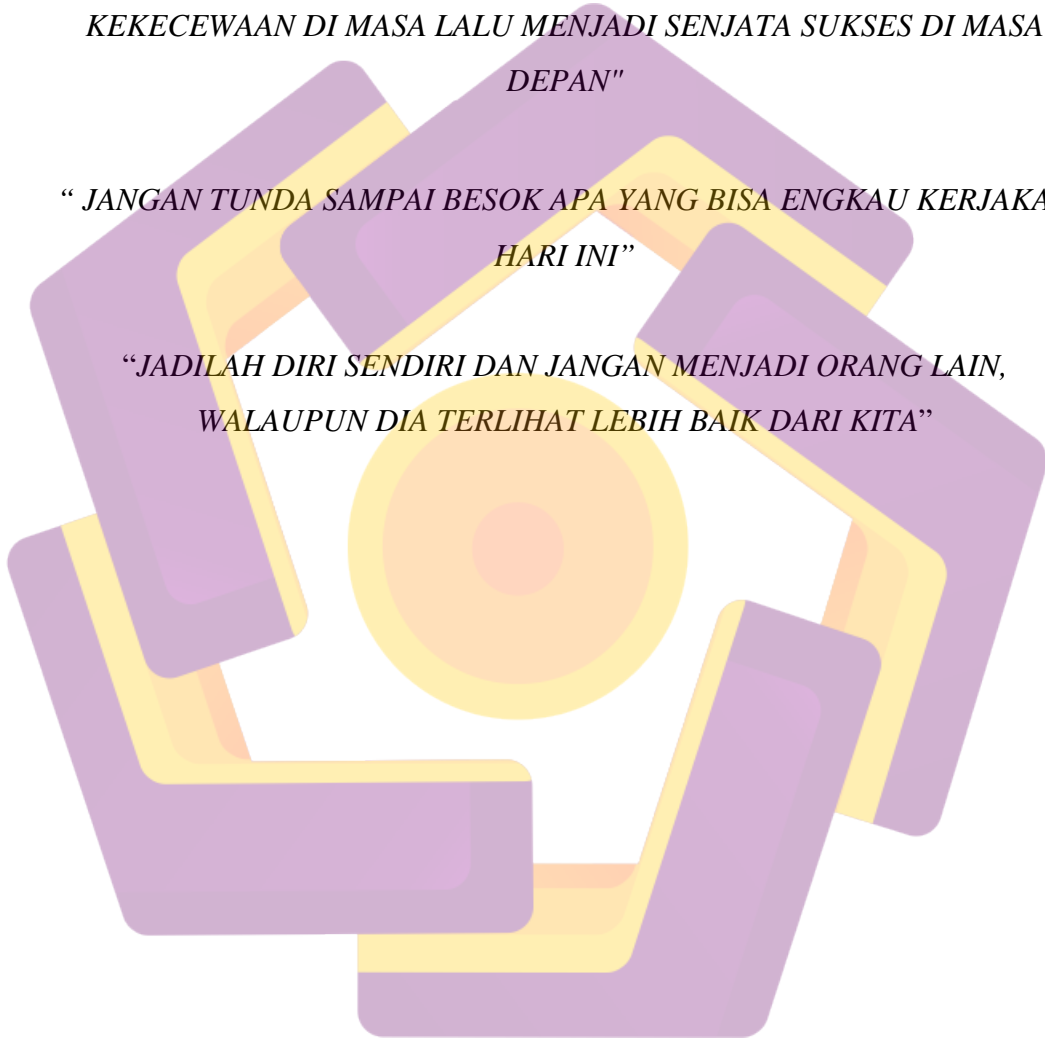 KEKECEWAAN DI MASA LALU MENJADI SENJATA SUKSES DI MASA
DEPAN"
“ JANGAN TUNDA SAMPAI BESOK APA YANG BISA ENGKAU KERJAKA
HARI INI”
“JADILAH DIRI SENDIRI DAN JANGAN MENJADI ORANG LAIN,
WALAUPUN DIA TERLIHAT LEBIH BAIK DARI KITA”